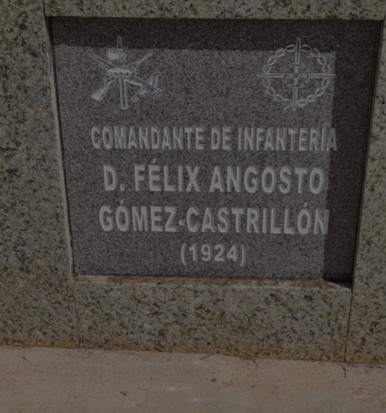 COMANDANTE DE INFANTERÍA
D. FÉLIX ANGOSTO
GÓMEZ-CASTRILLÓN
(1924)